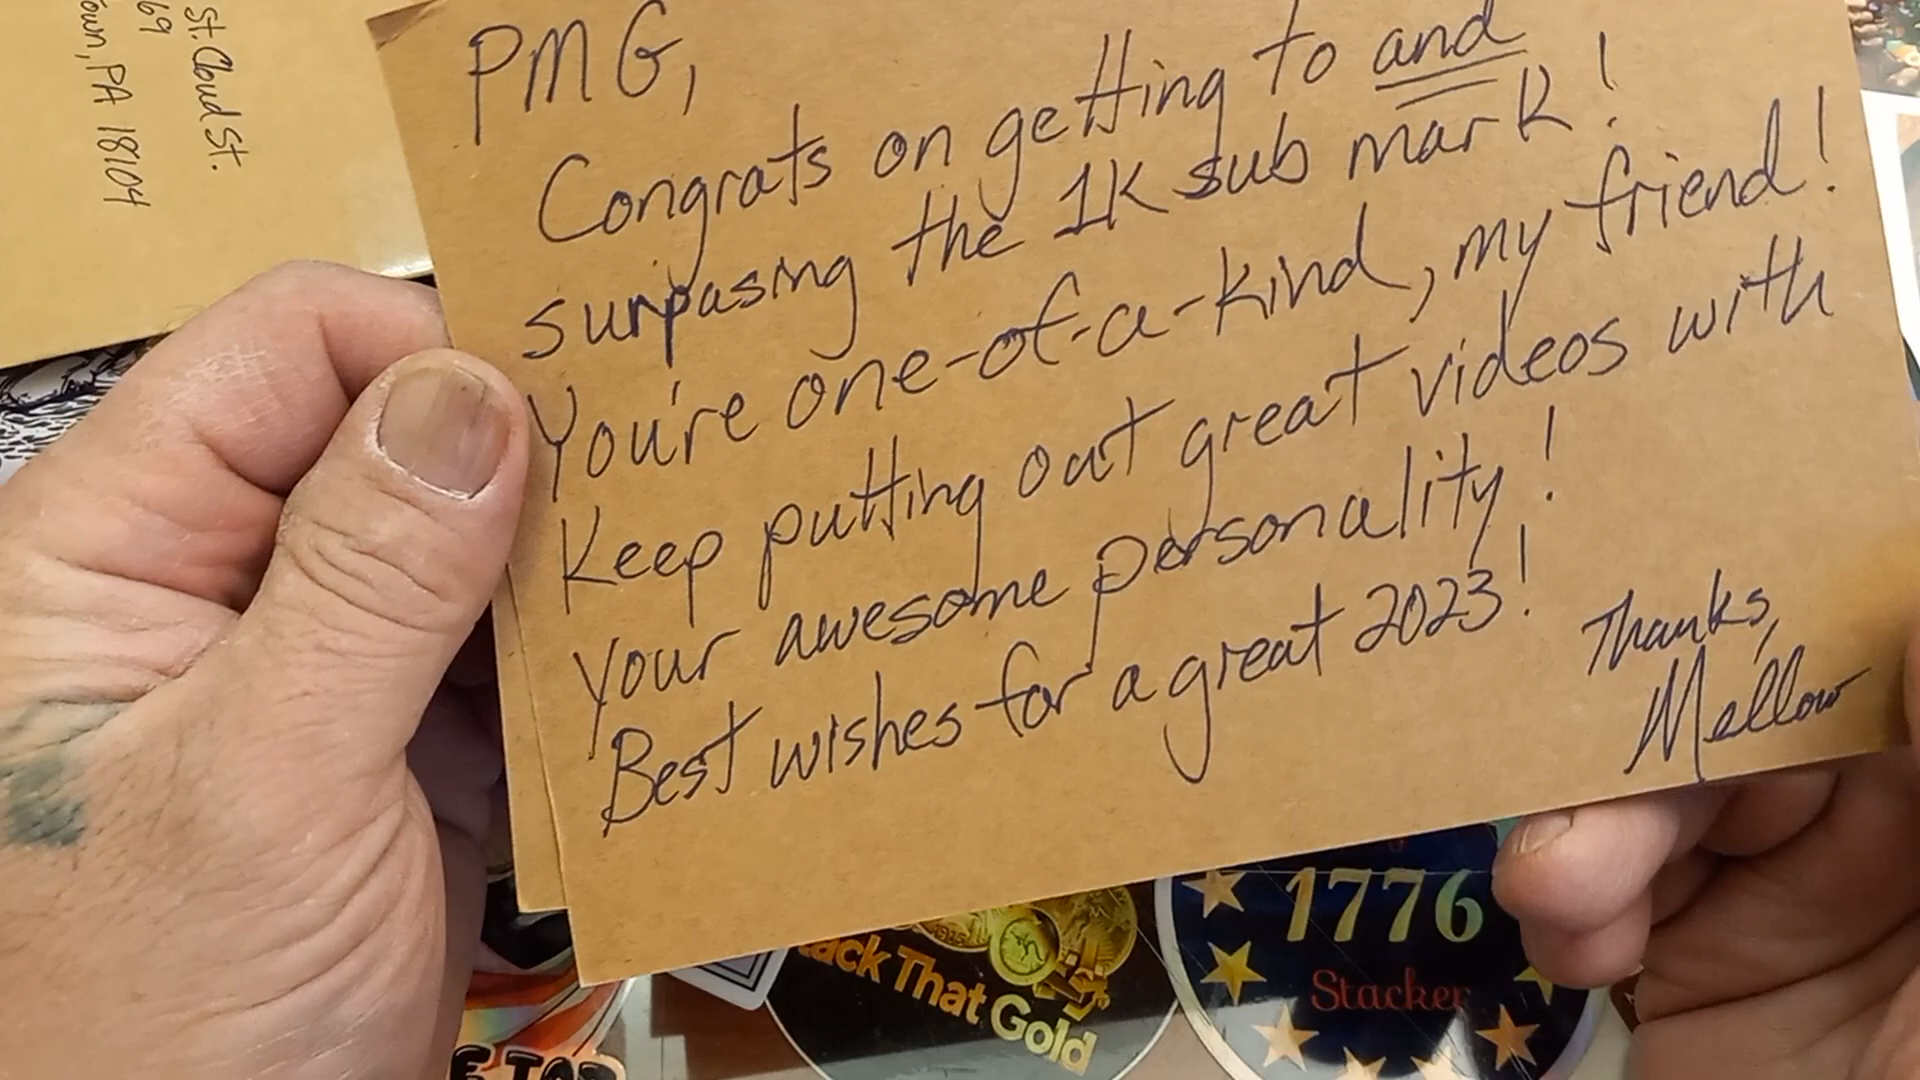 St. Cloud St.
69
own, PA 18104
PMG,
Congrats on getting to and
surpasing the 1K sub mark!
You're one-of-a-kind, my friend!
Keep putting out great videos with
your awesome personality!
Best wishes for a great 2023!
Thanks,
Mellow
ack That
Gold
1776
Stacker